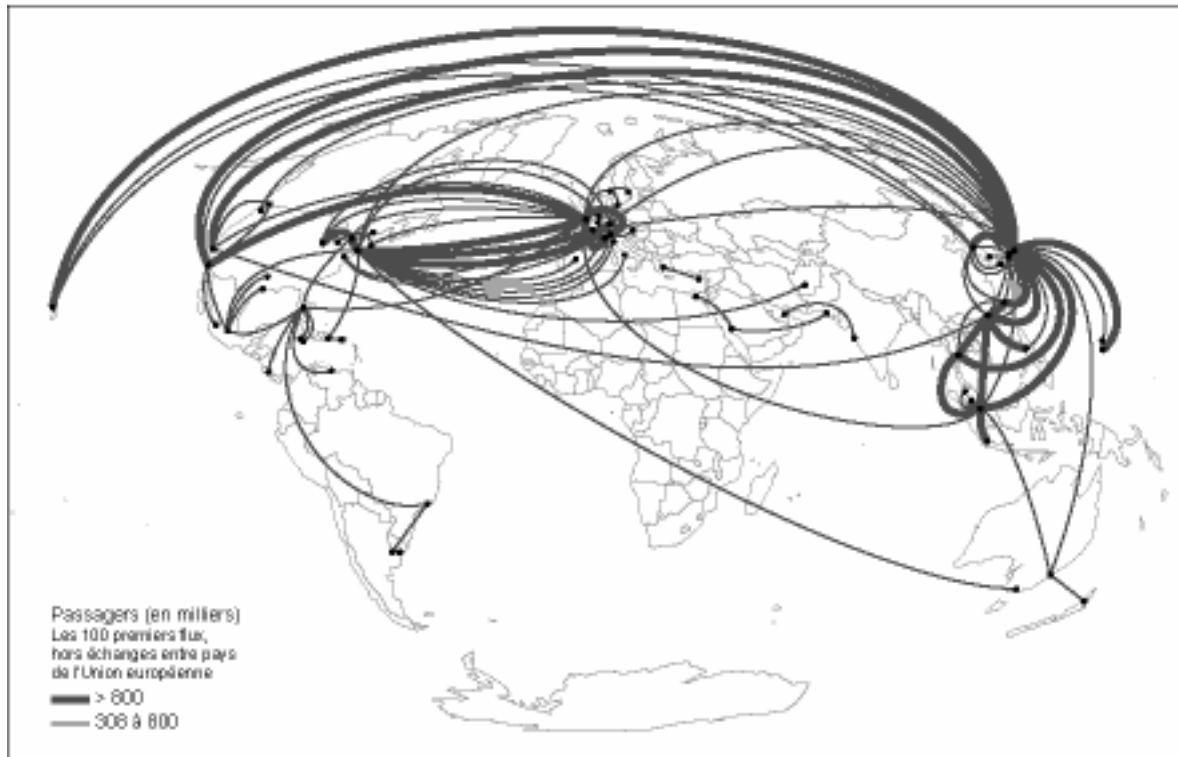 Passagers (en milliers)
Les 100 premiers flux,
hors échanges entre pays
de l'Union européenne
> 800
308 à 800